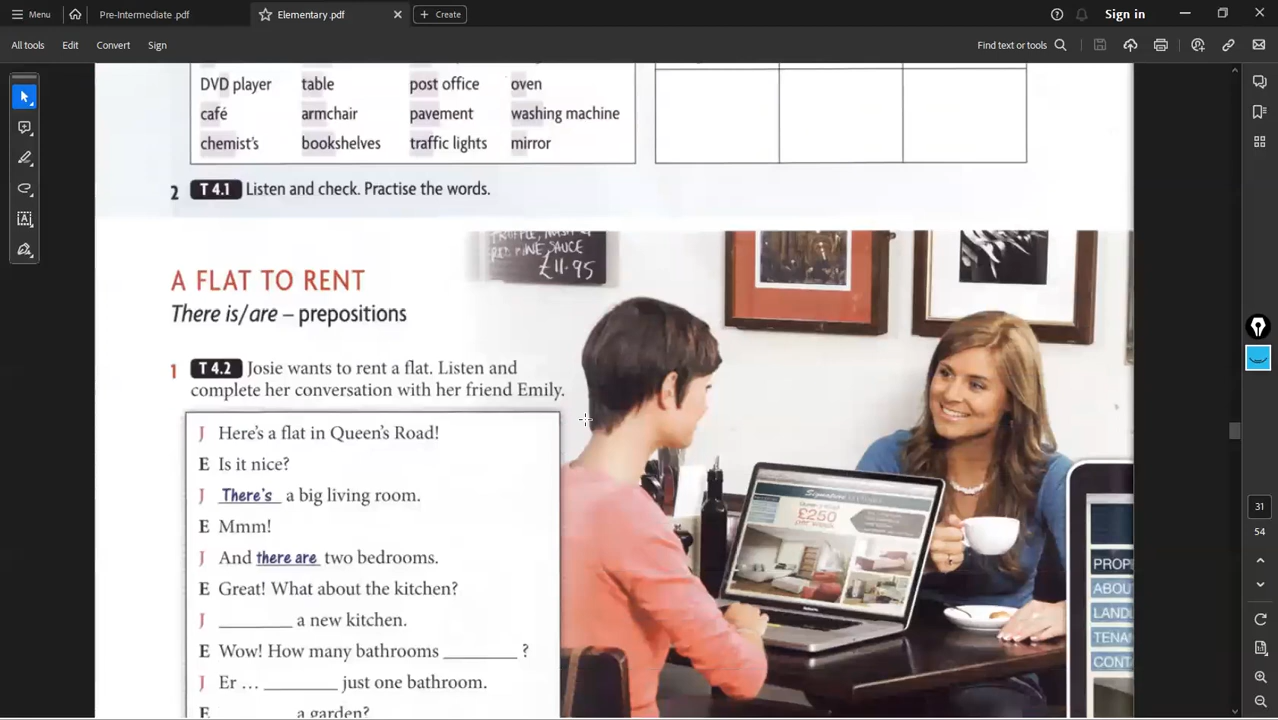 Menu
Pre-Intermediate .pdf
Elementary.pdf
Create
Sign in
All tools
Edit
Convert
Sign
Find text or tools
DVD player table post office oven
café armchair pavement washing machine
chemist's bookshelves traffic lights mirror
2 T 4.1 Listen and check. Practise the words.
SAUCE
£11.95
A FLAT TO RENT
There is/are – prepositions
1 T 4.2 Josie wants to rent a flat. Listen and
complete her conversation with her friend Emily.
J Here's a flat in Queen's Road!
E Is it nice?
J There's a big living room.
E Mmm!
J And there are two bedrooms.
E Great! What about the kitchen?
J ________ a new kitchen.
E Wow! How many bathrooms ________ ?
J Er … ________ just one bathroom.
E ________ a garden?
Signature
£250
per week
PROP
ABOU
LANDL
TENA
CONT
31
54